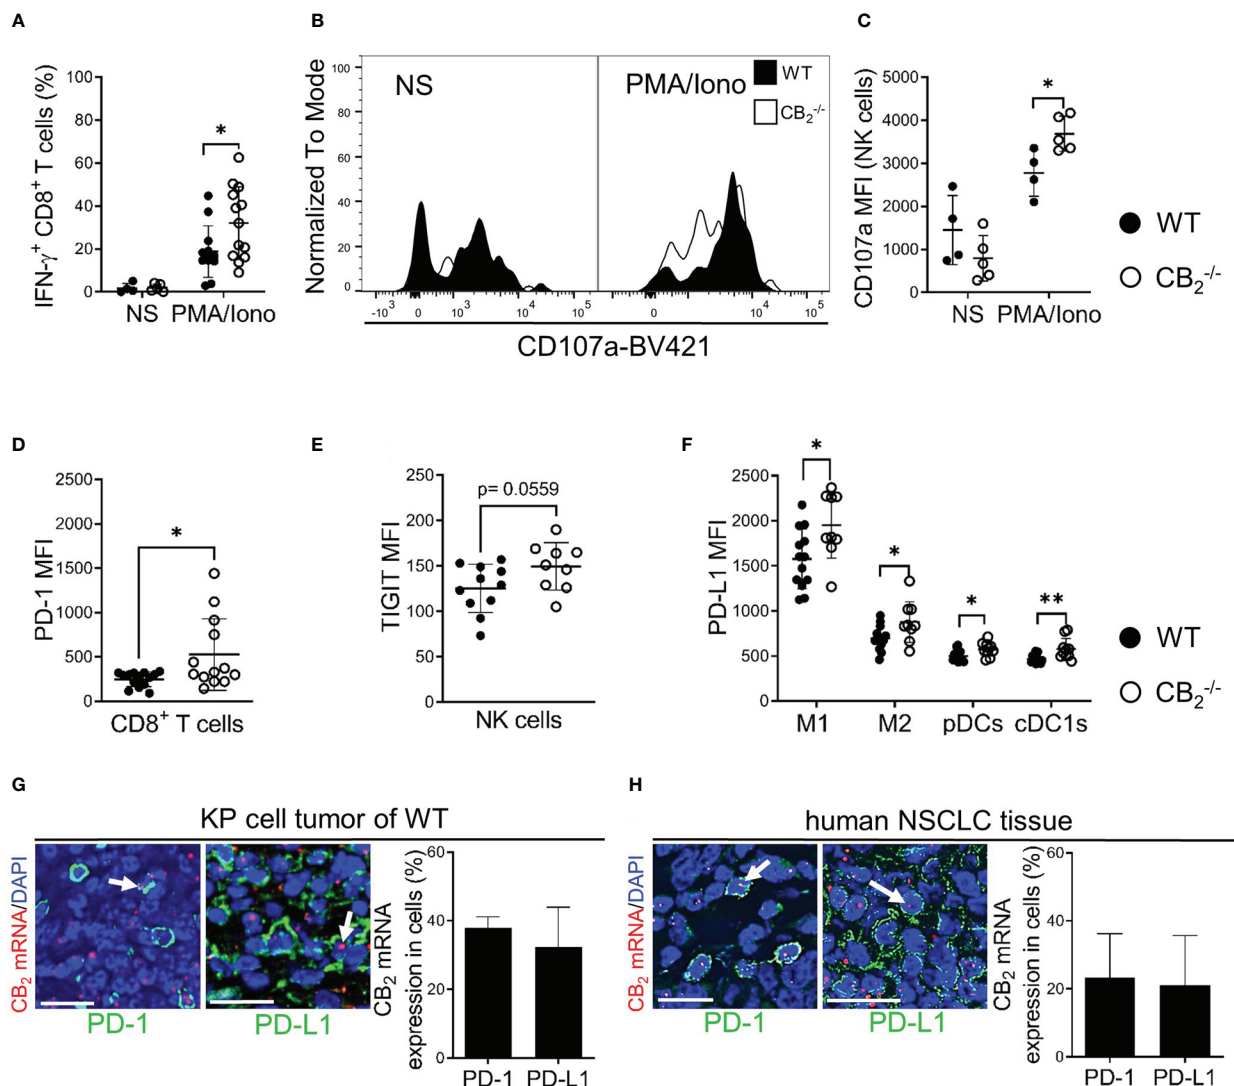 A
IFN-γ⁺ CD8⁺ T cells (%)
100
80
60
40
20
0
*
NS PMA/Iono
B
Normalized To Mode
100
80
60
40
20
0
NS
PMA/Iono
WT
CB₂⁻/⁻
-10³ 0 10³ 10⁴ 10⁵
0 10³ 10⁴ 10⁵
CD107a-BV421
C
CD107a MFI (NK cells)
5000
4000
3000
2000
1000
0
*
NS PMA/Iono
WT
CB₂⁻/⁻
D
PD-1 MFI
2500
2000
1500
1000
500
0
*
CD8⁺ T cells
E
TIGIT MFI
250
200
150
100
50
0
p= 0.0559
NK cells
F
PD-L1 MFI
2500
2000
1500
1000
500
0
*
*
*
**
M1 M2 pDCs cDC1s
WT
CB₂⁻/⁻
G
KP cell tumor of WT
CB₂ mRNA/DAPI
PD-1
PD-L1
CB₂ mRNA
expression in cells (%)
60
40
20
0
PD-1 PD-L1
H
human NSCLC tissue
CB₂ mRNA/DAPI
PD-1
PD-L1
CB₂ mRNA
expression in cells (%)
60
40
20
0
PD-1 PD-L1